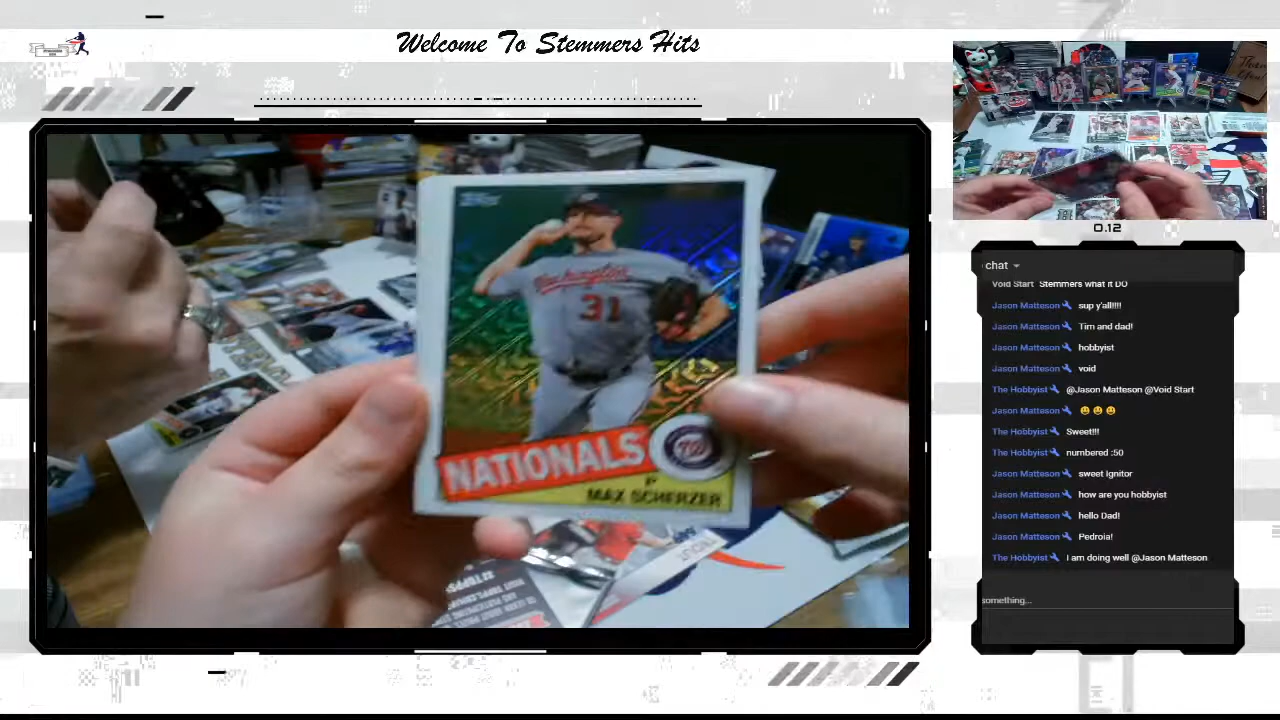 Welcome To Stemmers Hits
Topps
Washington
31
NATIONALS
P
MAX SCHERZER
0.12
chat
Void Start Stemmers what it DO
Jason Matteson sup y'all!!!!
Jason Matteson Tim and dad!
Jason Matteson hobbyist
Jason Matteson void
The Hobbyist @Jason Matteson @Void Start
Jason Matteson 😃 😃 😃
The Hobbyist Sweet!!!
The Hobbyist numbered :50
Jason Matteson sweet Ignitor
Jason Matteson how are you hobbyist
Jason Matteson hello Dad!
Jason Matteson Pedroia!
The Hobbyist I am doing well @Jason Matteson
something...